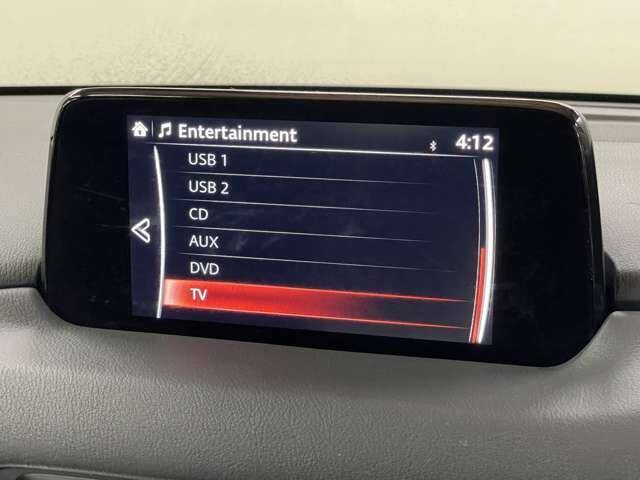 Entertainment 4:12
USB 1
USB 2
CD
AUX
DVD
TV